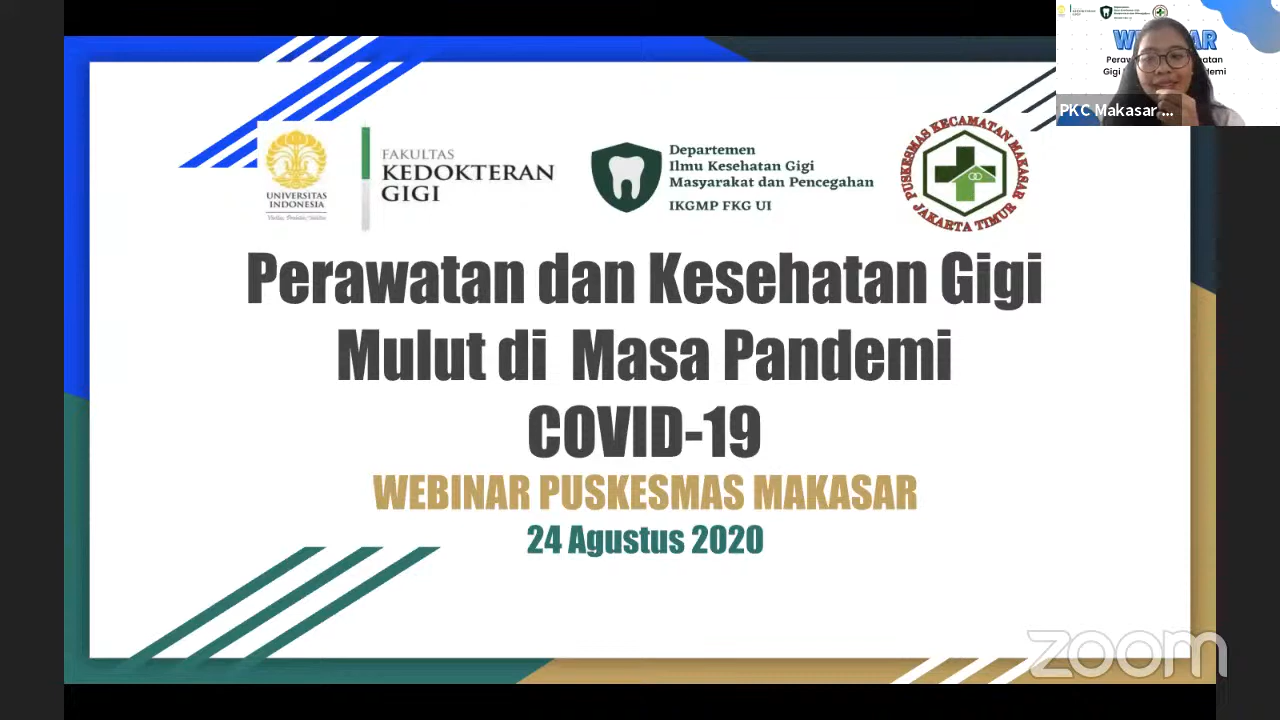 UNIVERSITAS
INDONESIA
FAKULTAS
KEDOKTERAN
GIGI
Departemen
Ilmu Kesehatan Gigi
Masyarakat dan Pencegahan
IKGMP FKG UI
PUSKESMAS KECAMATAN MAKASAR
JAKARTA TIMUR
Perawatan dan Kesehatan Gigi
Mulut di Masa Pandemi
COVID-19
WEBINAR PUSKESMAS MAKASAR
24 Agustus 2020
PKC Makasar ...
zoom